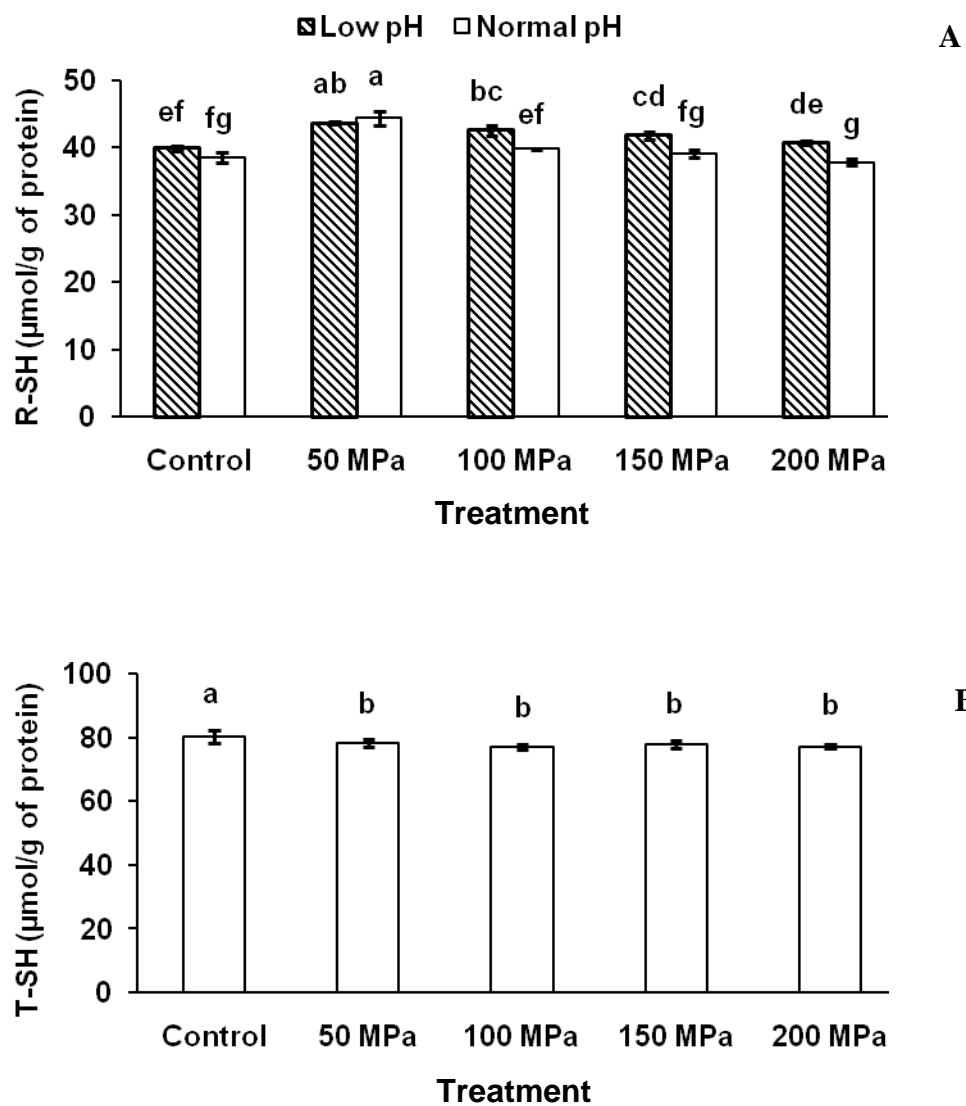 Low pH Normal pH
A
R-SH (µmol/g of protein)
50
40
30
20
10
0
ef fg ab a bc ef cd fg de g
Control 50 MPa 100 MPa 150 MPa 200 MPa
Treatment
T-SH (µmol/g of protein)
100
80
60
40
20
0
a b b b b
Control 50 MPa 100 MPa 150 MPa 200 MPa
Treatment